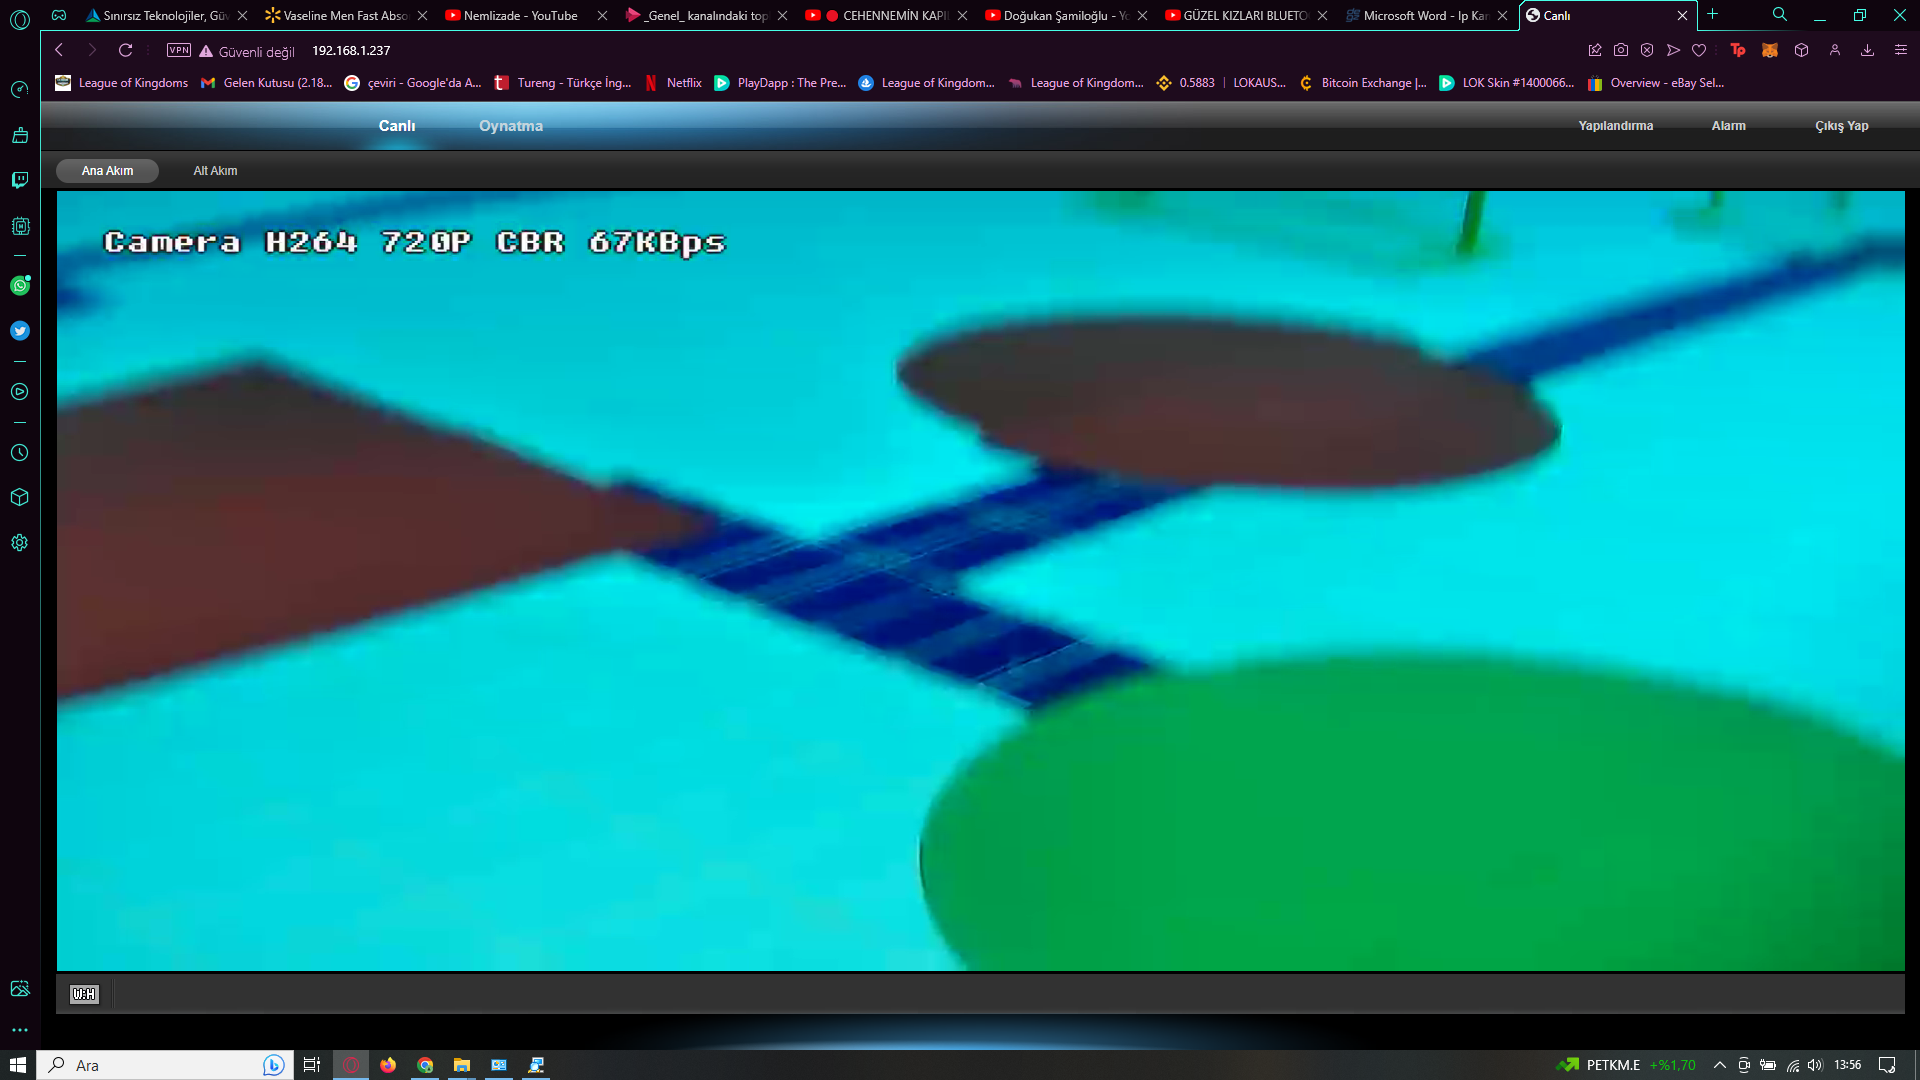 Sınırsız Teknolojiler, Güv
Vaseline Men Fast Abso
Nemlizade - YouTube
_Genel_ kanalındaki top
CEHENNEMİN KAPI
Doğukan Şamiloğlu - Yo
GÜZEL KIZLARI BLUETO
Microsoft Word - Ip Kar
Canlı
VPN
Güvenli değil
192.168.1.237
Tp
League of Kingdoms
Gelen Kutusu (2.18...
çeviri - Google'da A...
Tureng - Türkçe İng...
Netflix
PlayDapp : The Pre...
League of Kingdom...
League of Kingdom...
0.5883 | LOKAUS...
Bitcoin Exchange |...
LOK Skin #1400066...
Overview - eBay Sel...
Canlı
Oynatma
Yapılandırma
Alarm
Çıkış Yap
Ana Akım
Alt Akım
Camera H264 720P CBR 67KBps
W:H
Ara
PETKM.E +%1,70
13:56